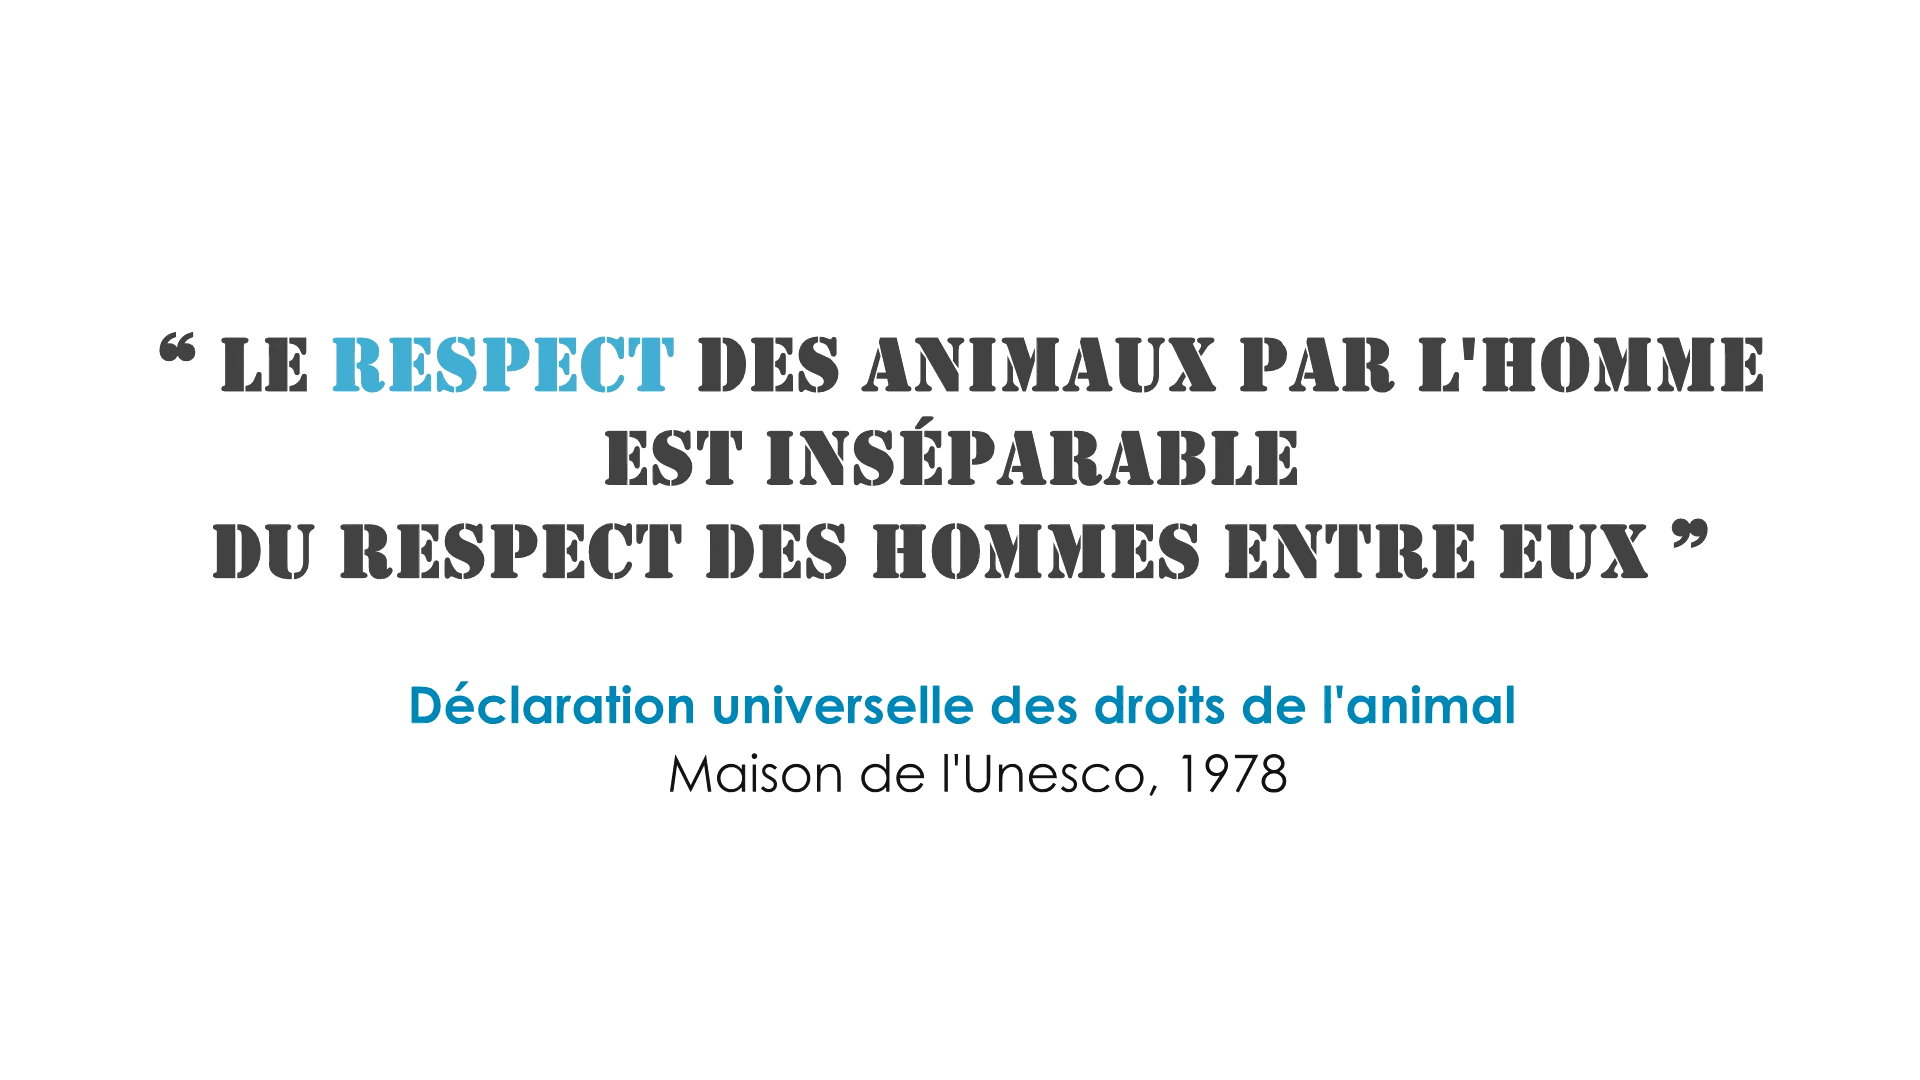 “ LE RESPECT DES ANIMAUX PAR L'HOMME
EST INSÉPARABLE
DU RESPECT DES HOMMES ENTRE EUX ”
Déclaration universelle des droits de l'animal
Maison de l'Unesco, 1978